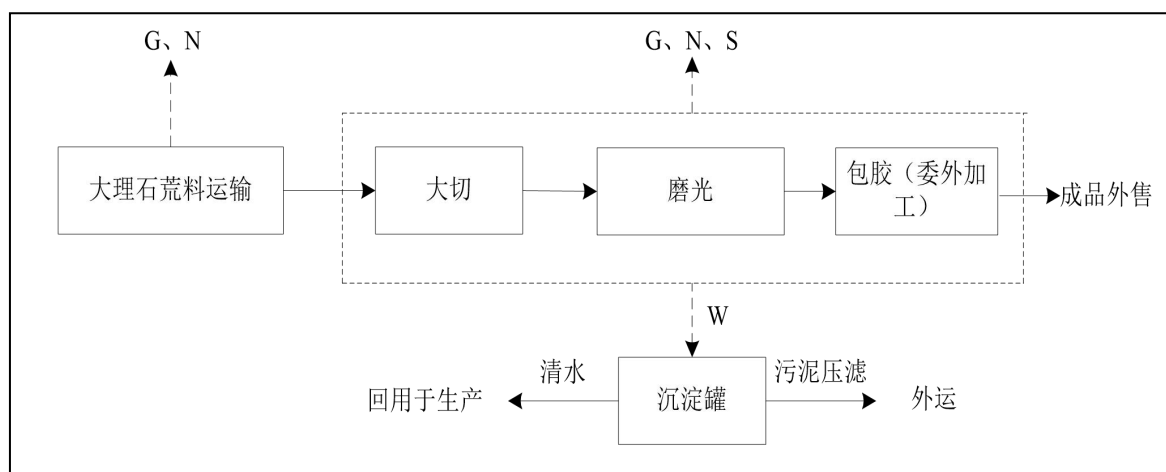 G、N
G、N、S
大理石荒料运输
大切
磨光
包胶（委外加
工）
成品外售
W
清水
污泥压滤
回用于生产
沉淀罐
外运